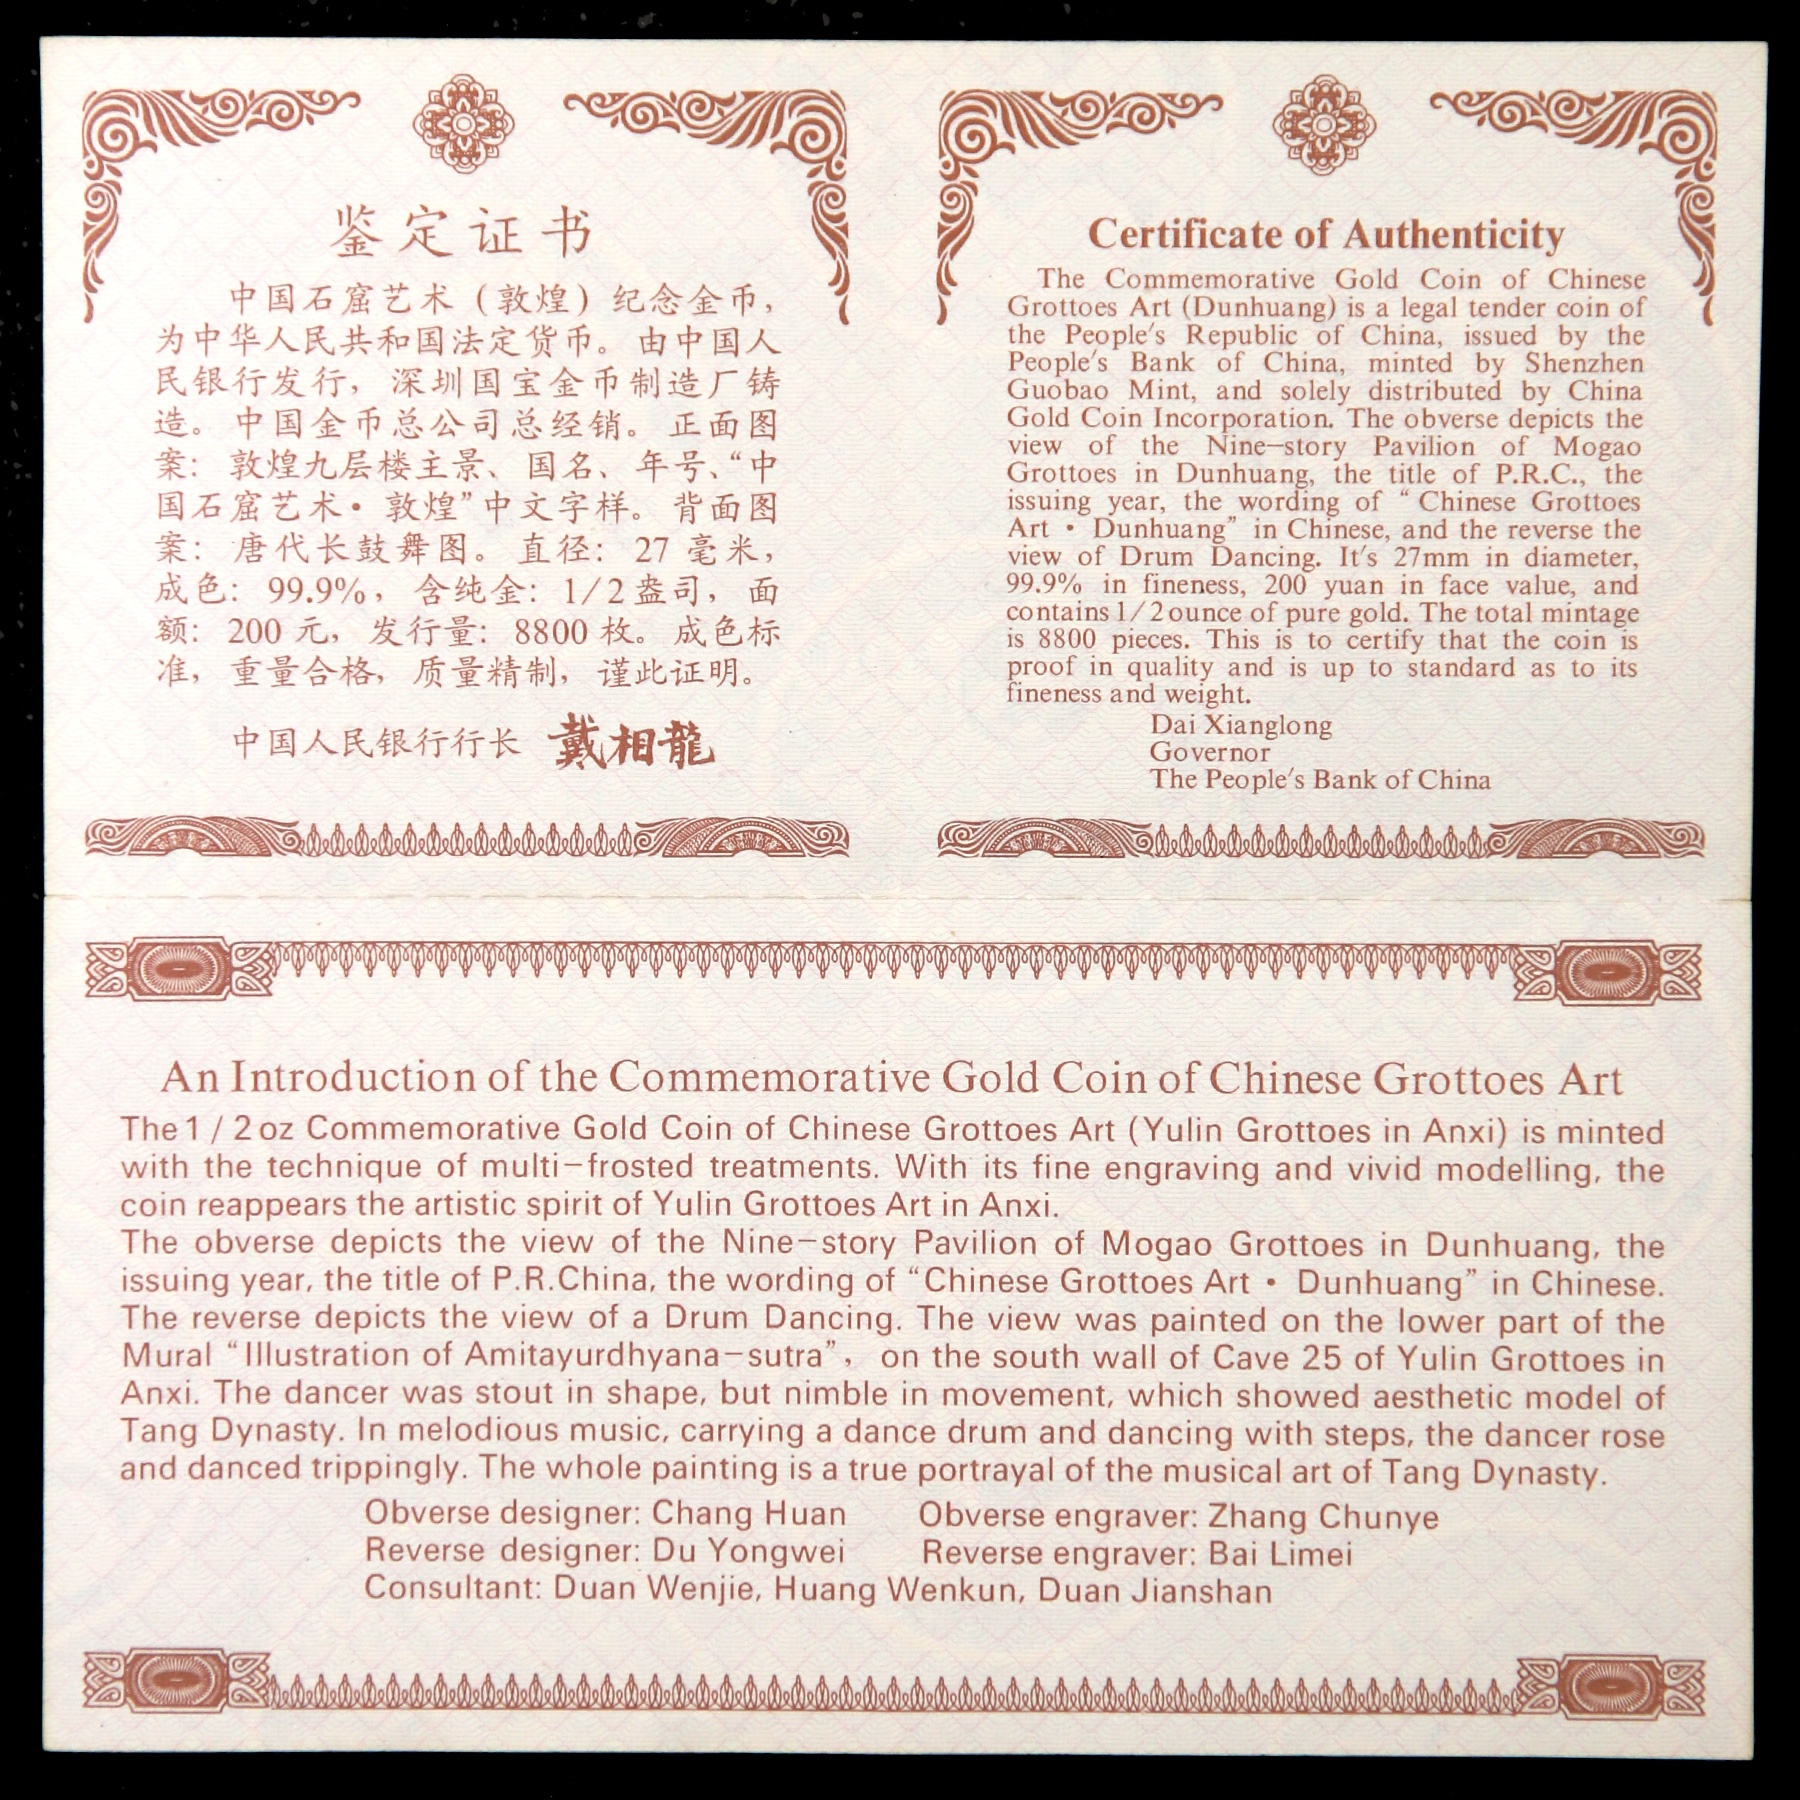 鉴定证书
中国石窟艺术（敦煌）纪念金币，
为中华人民共和国法定货币。由中国人
民银行发行，深圳国宝金币制造厂铸
造。中国金币总公司总经销。正面图
案：敦煌九层楼主景、国名、年号、“中
国石窟艺术·敦煌”中文字样。背面图
案：唐代长鼓舞图。直径：27毫米，
成色：99.9%，含纯金：1/2盎司，面
额：200元，发行量：8800枚。成色标
准，重量合格，质量精制，谨此证明。
中国人民银行行长 戴相龍
Certificate of Authenticity
The Commemorative Gold Coin of Chinese
Grottoes Art (Dunhuang) is a legal tender coin of
the People's Republic of China, issued by the
People's Bank of China, minted by Shenzhen
Guobao Mint, and solely distributed by China
Gold Coin Incorporation. The obverse depicts the
view of the Nine-story Pavilion of Mogao
Grottoes in Dunhuang, the title of P.R.C., the
issuing year, the wording of “Chinese Grottoes
Art • Dunhuang” in Chinese, and the reverse the
view of Drum Dancing. It's 27mm in diameter,
99.9% in fineness, 200 yuan in face value, and
contains 1/2 ounce of pure gold. The total mintage
is 8800 pieces. This is to certify that the coin is
proof in quality and is up to standard as to its
fineness and weight.
Dai Xianglong
Governor
The People's Bank of China
An Introduction of the Commemorative Gold Coin of Chinese Grottoes Art
The 1/2 oz Commemorative Gold Coin of Chinese Grottoes Art (Yulin Grottoes in Anxi) is minted
with the technique of multi-frosted treatments. With its fine engraving and vivid modelling, the
coin reappears the artistic spirit of Yulin Grottoes Art in Anxi.
The obverse depicts the view of the Nine-story Pavilion of Mogao Grottoes in Dunhuang, the
issuing year, the title of P.R.China, the wording of “Chinese Grottoes Art • Dunhuang” in Chinese.
The reverse depicts the view of a Drum Dancing. The view was painted on the lower part of the
Mural “Illustration of Amitayurdhyana-sutra”, on the south wall of Cave 25 of Yulin Grottoes in
Anxi. The dancer was stout in shape, but nimble in movement, which showed aesthetic model of
Tang Dynasty. In melodious music, carrying a dance drum and dancing with steps, the dancer rose
and danced trippingly. The whole painting is a true portrayal of the musical art of Tang Dynasty.
Obverse designer: Chang Huan Obverse engraver: Zhang Chunye
Reverse designer: Du Yongwei Reverse engraver: Bai Limei
Consultant: Duan Wenjie, Huang Wenkun, Duan Jianshan